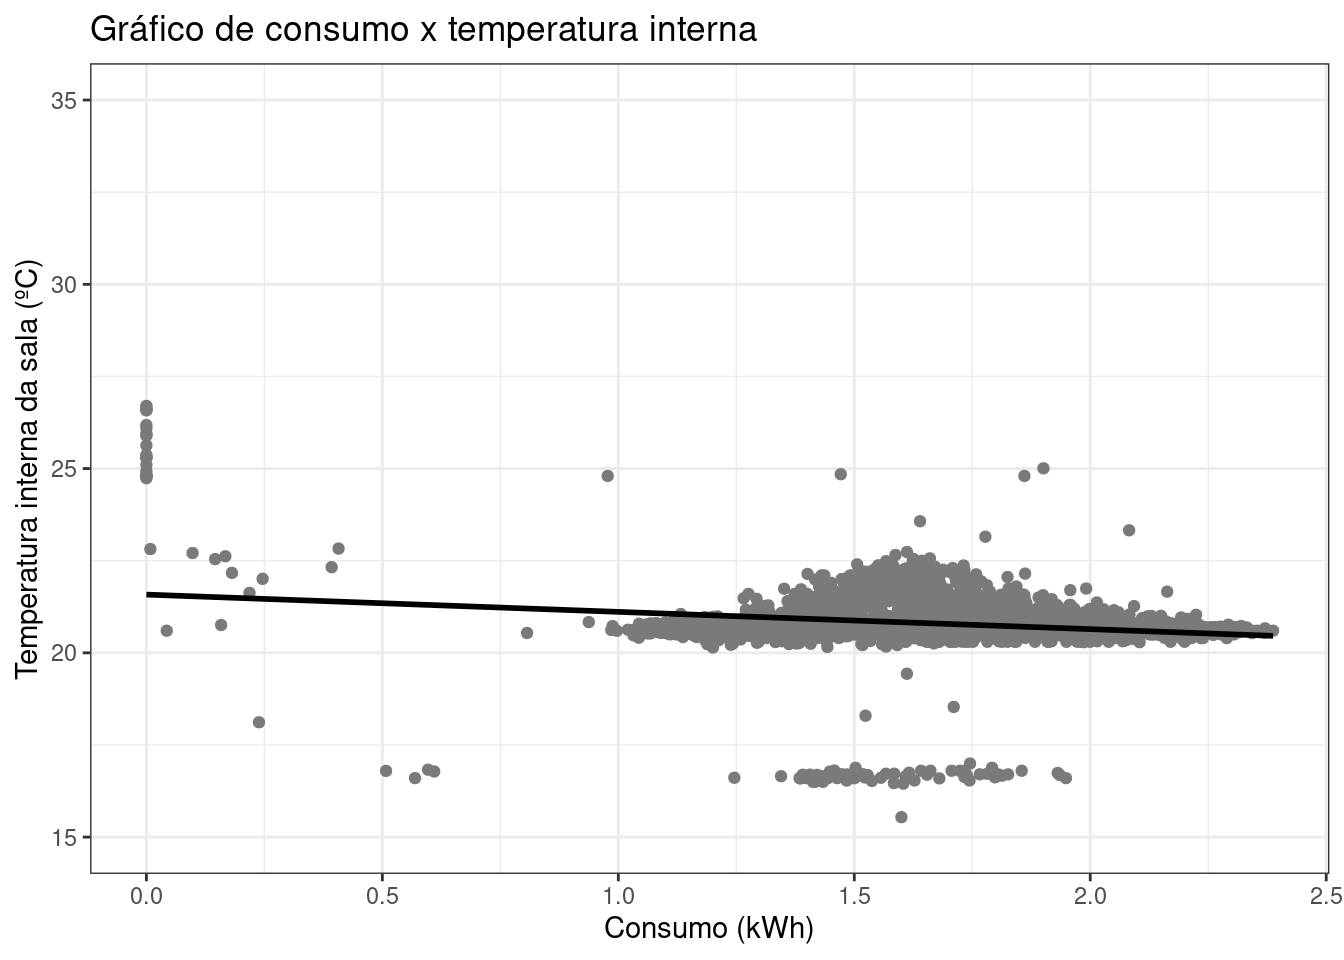 Gráfico de consumo x temperatura interna
Temperatura interna da sala (ºC)
35
30
25
20
15
0.0 0.5 1.0 1.5 2.0 2.5
Consumo (kWh)